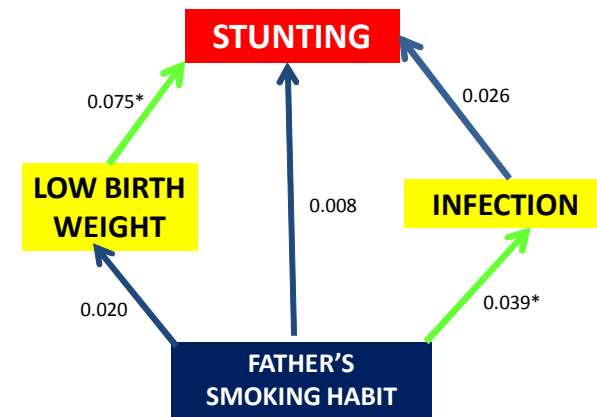 STUNTING
0.075*
0.026
LOW BIRTH
WEIGHT
0.008
INFECTION
0.020
0.039*
FATHER'S
SMOKING HABIT